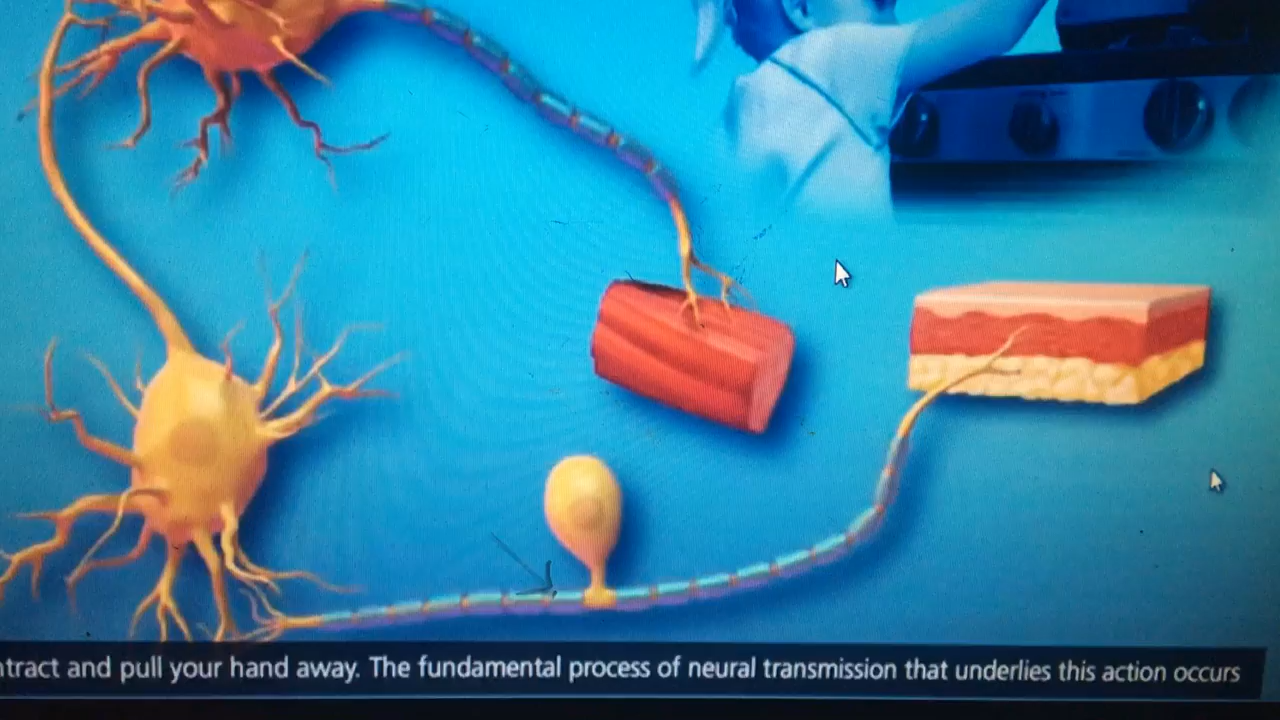 ntract and pull your hand away. The fundamental process of neural transmission that underlies this action occurs